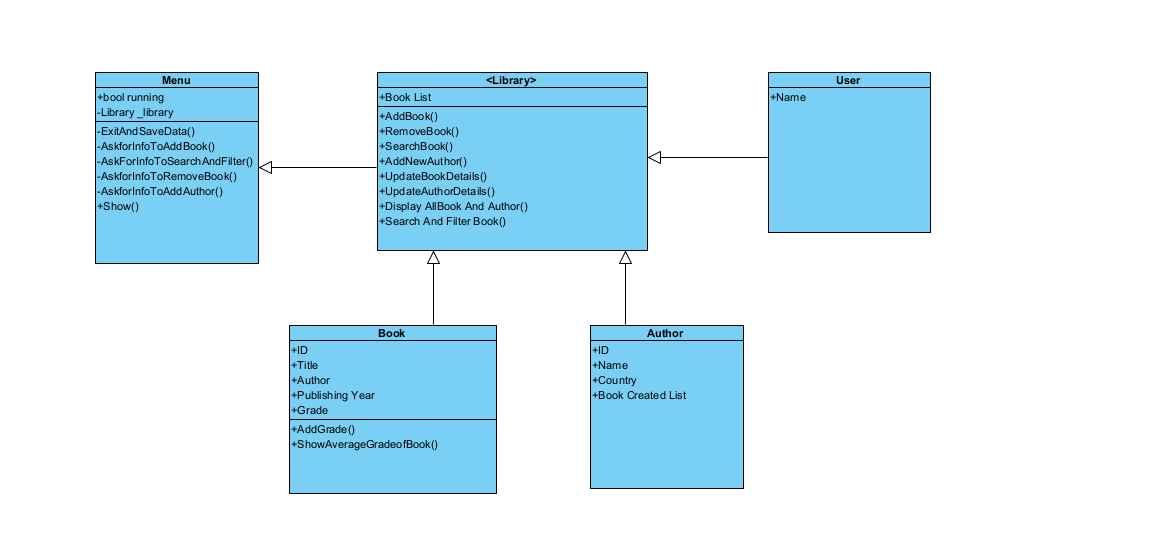 Menu
+bool running
-Library _library
-ExitAndSaveData()
-AskforInfoToAddBook()
-AskForInfoToSearchAndFilter()
-AskforInfoToRemoveBook()
-AskforInfoToAddAuthor()
+Show()
<Library>
+Book List
+AddBook()
+RemoveBook()
+SearchBook()
+AddNewAuthor()
+UpdateBookDetails()
+UpdateAuthorDetails()
+Display AllBook And Author()
+Search And Filter Book()
User
+Name
Book
+ID
+Title
+Author
+Publishing Year
+Grade
+AddGrade()
+ShowAverageGradeofBook()
Author
+ID
+Name
+Country
+Book Created List